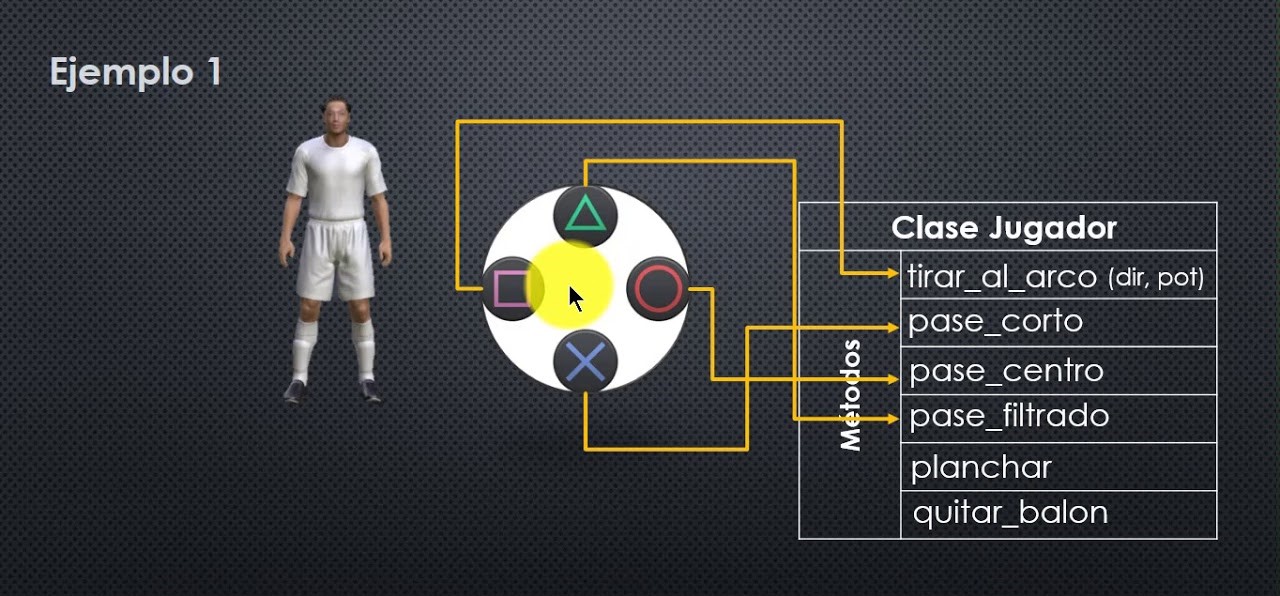 Ejemplo 1
Clase Jugador
Métodos
tirar_al_arco (dir, pot)
pase_corto
pase_centro
pase_filtrado
planchar
quitar_balon